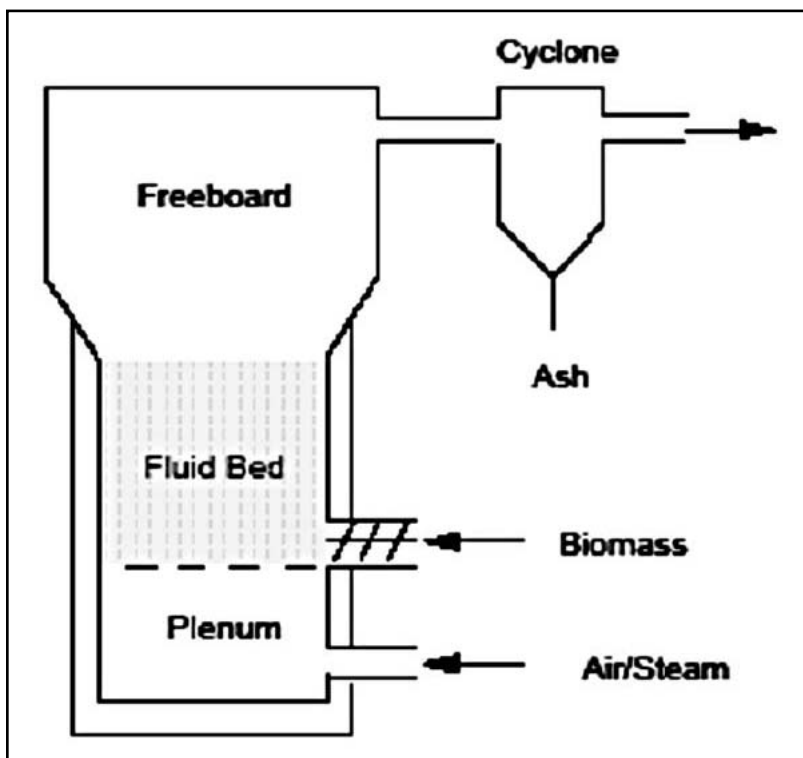 Cyclone
Freeboard
Ash
Fluid Bed
Biomass
Plenum
Air/Steam